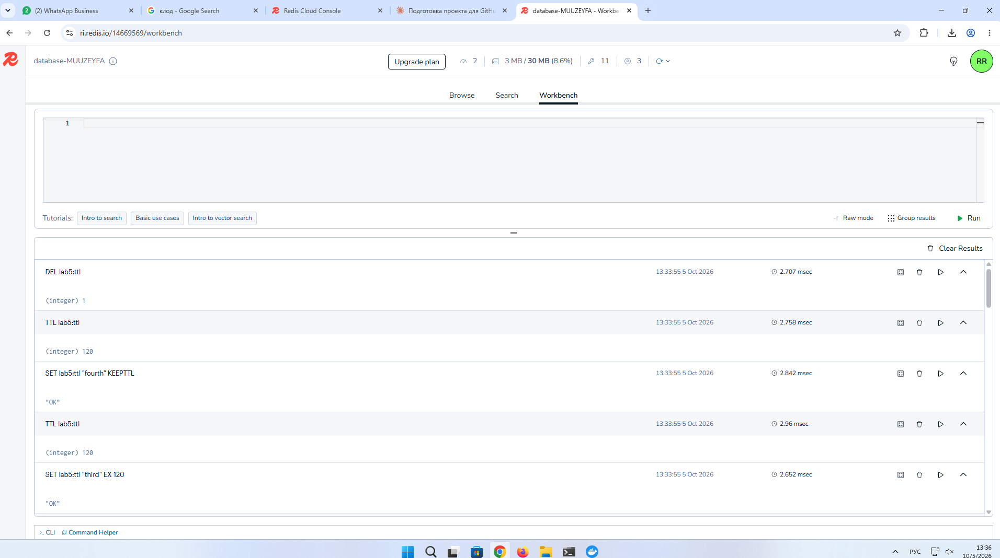 (2) WhatsApp Business
клод - Google Search
Redis Cloud Console
Подготовка проекта для GitHu
database-MUUZEYFA - Workbe
ri.redis.io/14669569/workbench
database-MUUZEYFA
Upgrade plan
2
3 MB / 30 MB (8.6%)
11
3
RR
Browse
Search
Workbench
1
Tutorials:
Intro to search
Basic use cases
Intro to vector search
-r Raw mode
Group results
Run
Clear Results
DEL lab5:ttl
13:33:55 5 Oct 2026
2.707 msec
(integer) 1
TTL lab5:ttl
13:33:55 5 Oct 2026
2.758 msec
(integer) 120
SET lab5:ttl "fourth" KEEPTTL
13:33:55 5 Oct 2026
2.842 msec
"OK"
TTL lab5:ttl
13:33:55 5 Oct 2026
2.96 msec
(integer) 120
SET lab5:ttl "third" EX 120
13:33:55 5 Oct 2026
2.652 msec
"OK"
>_ CLI
Command Helper
РУС
13:36
10/5/2026